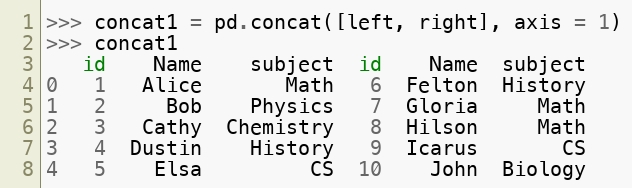 1 >>> concat1 = pd.concat([left, right], axis = 1)
2 >>> concat1
3    id    Name    subject  id    Name  subject
4 0   1   Alice       Math   6  Felton  History
5 1   2     Bob    Physics   7  Gloria     Math
6 2   3   Cathy  Chemistry   8  Hilson     Math
7 3   4  Dustin    History   9  Icarus       CS
8 4   5    Elsa         CS  10    John  Biology